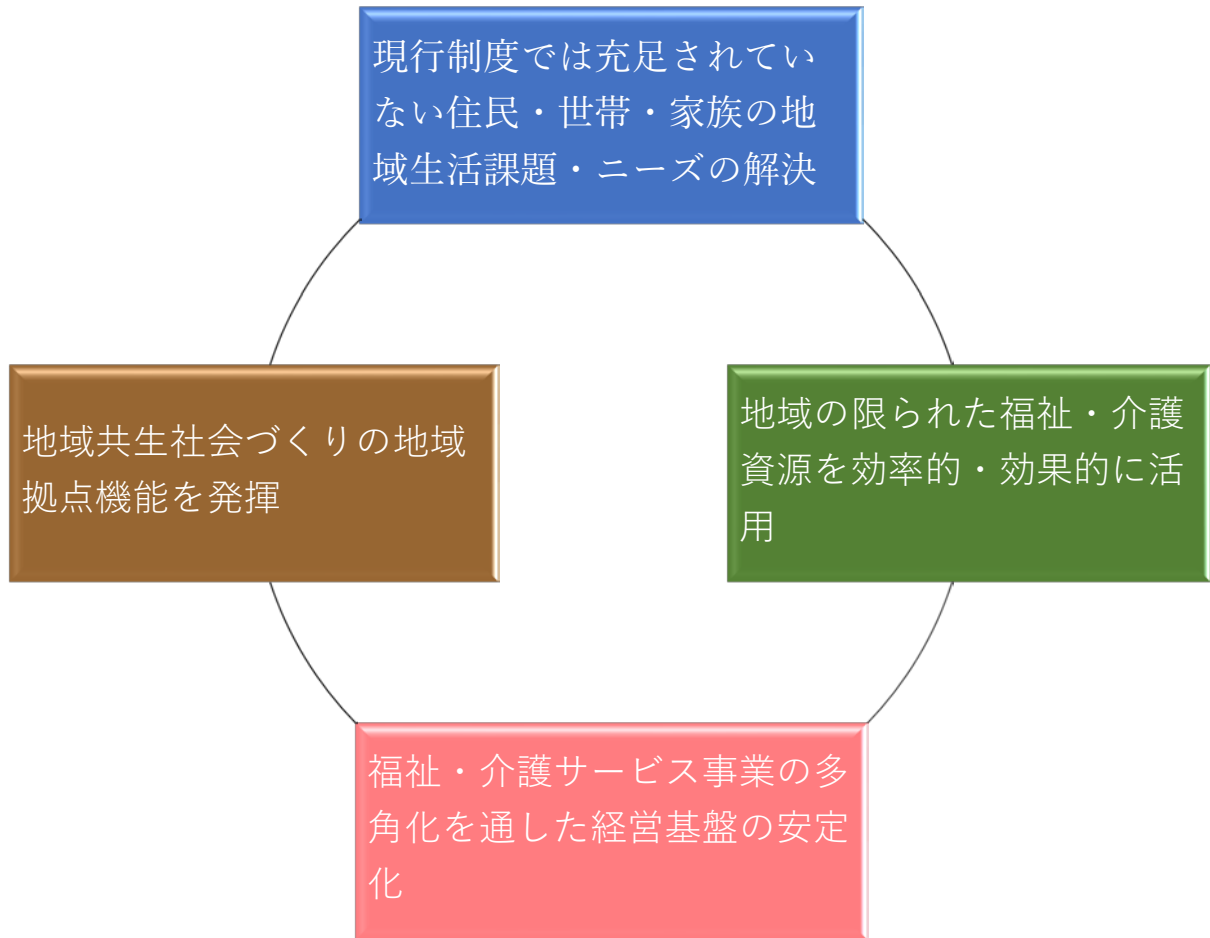 現行制度では充足されてい
ない住民・世帯・家族の地
域生活課題・ニーズの解決
地域共生社会づくりの地域
拠点機能を発揮
地域の限られた福祉・介護
資源を効率的・効果的に活
用
福祉・介護サービス事業の多
角化を通した経営基盤の安定
化